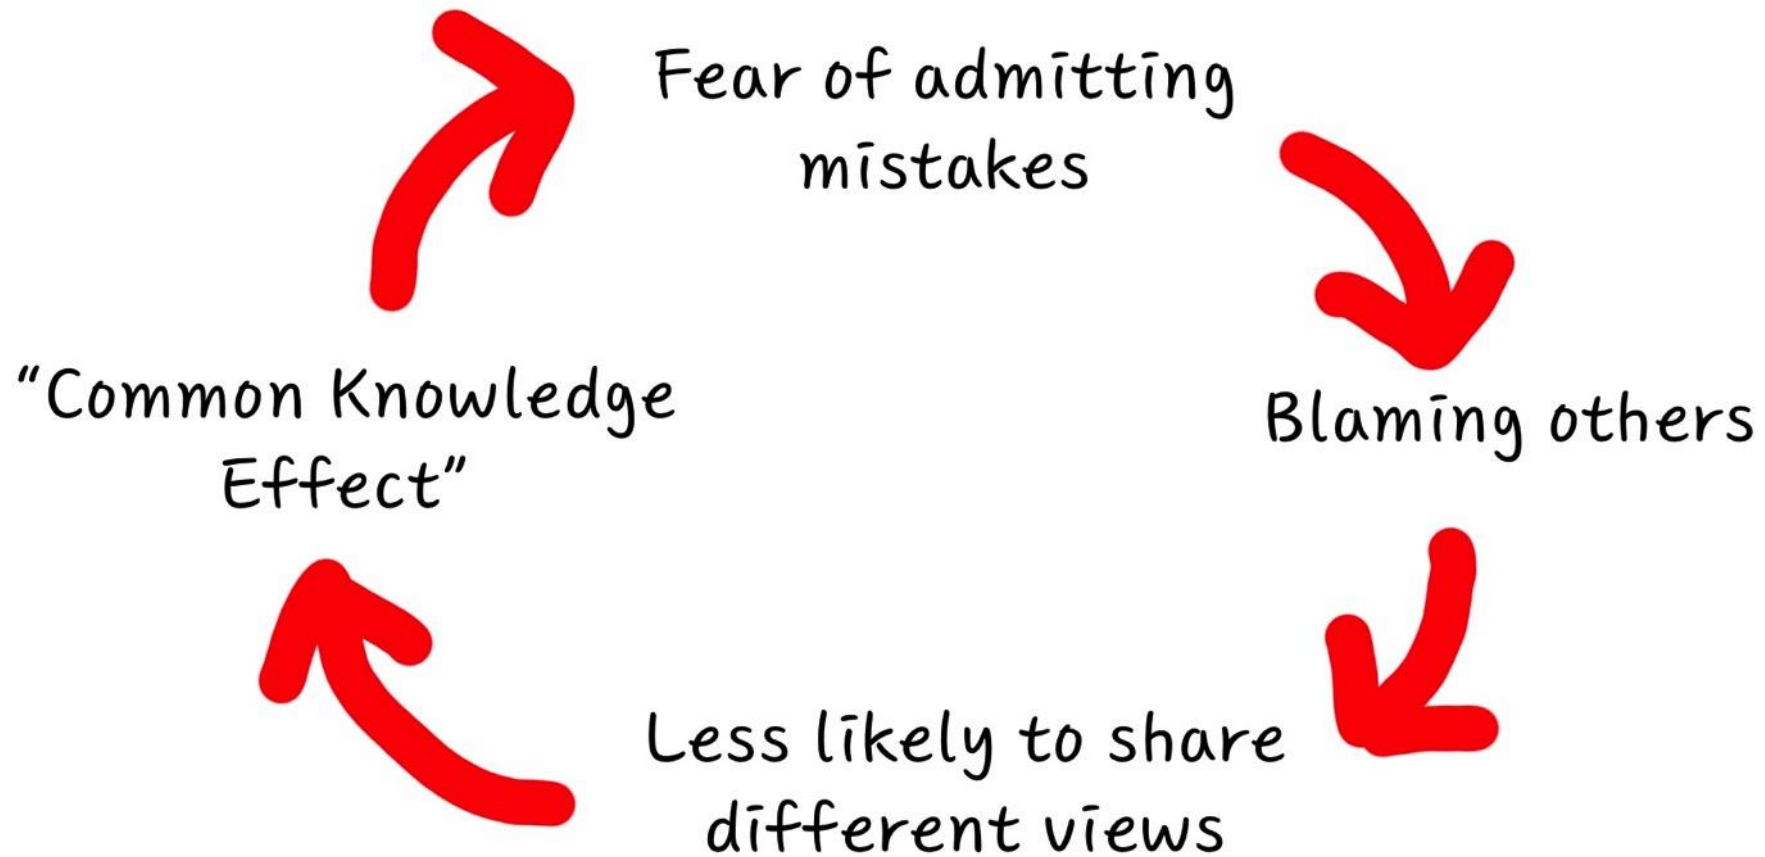 Fear of admitting
mistakes
Blaming others
Less likely to share
different views
“Common Knowledge
Effect”